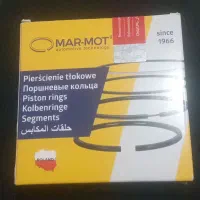 MAR-MOT®
since
1966
Pierścienie tłokowe
Поршневые кольца
Piston rings
Kolbenringe
Segments
حلقات المكابس